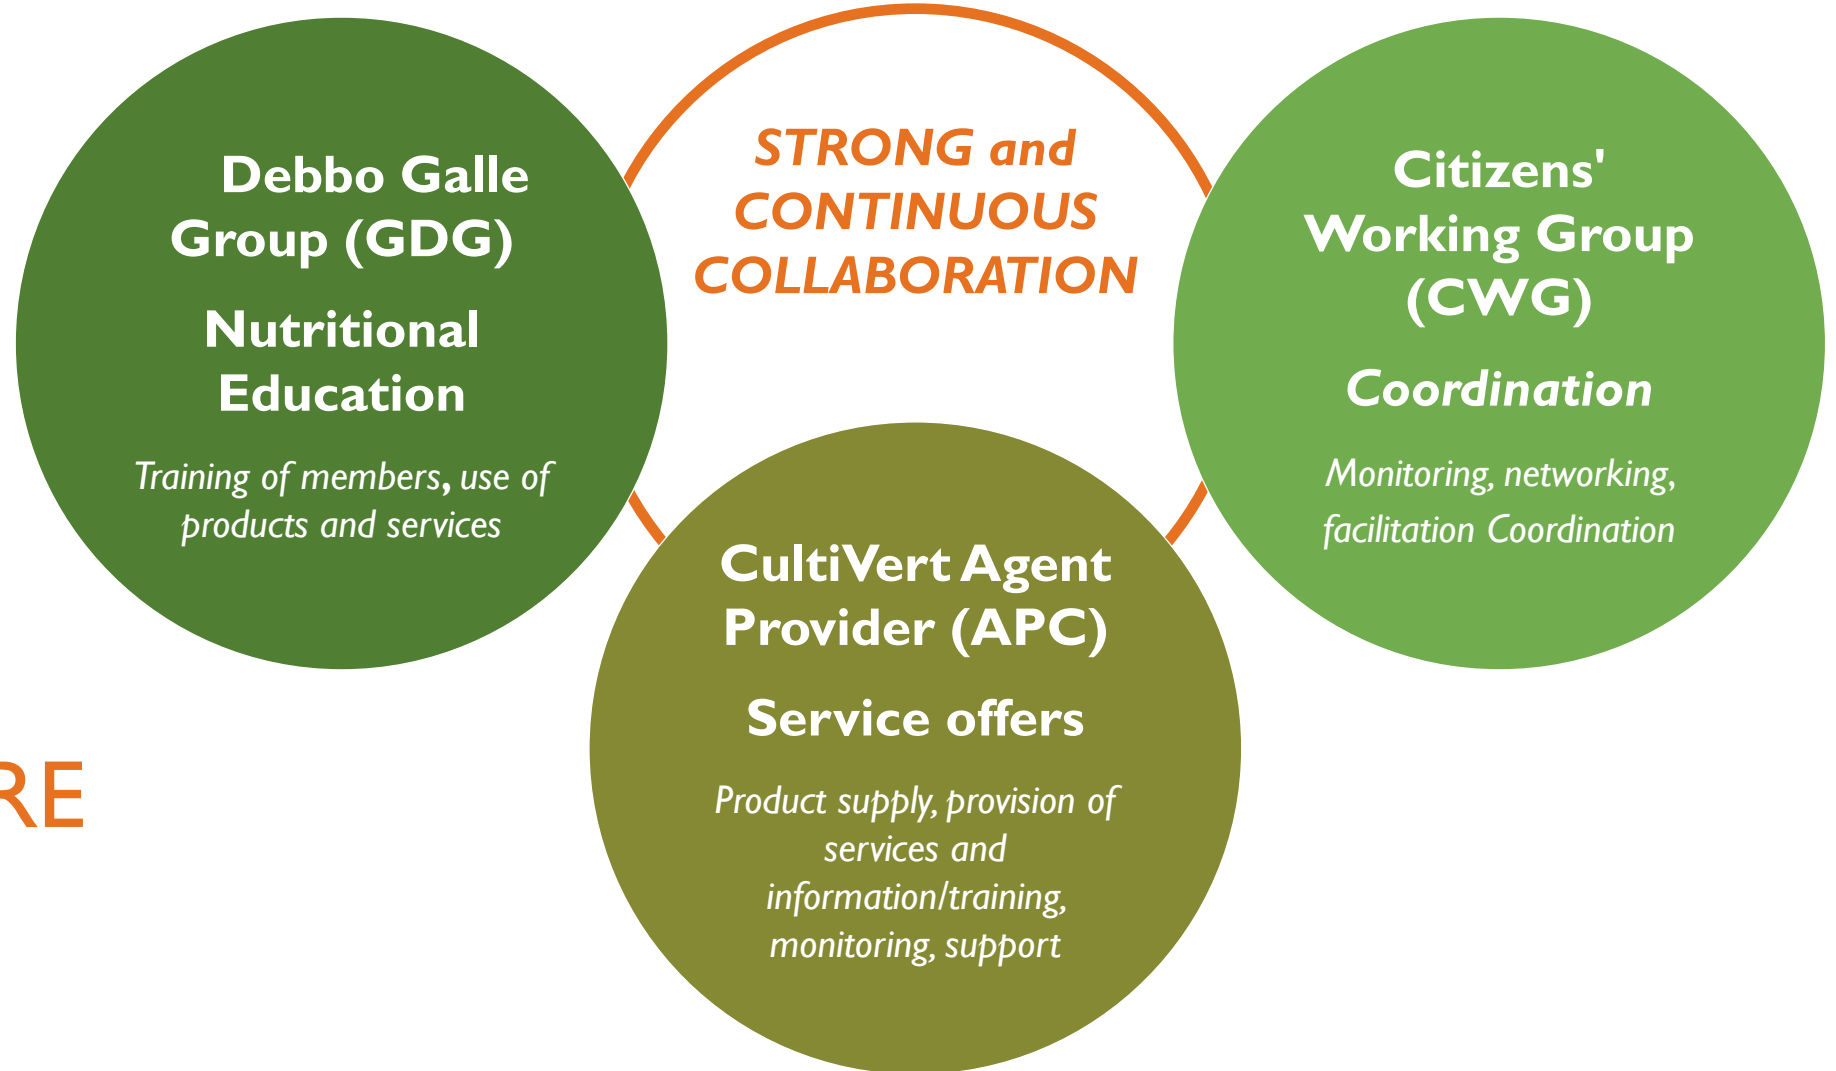 Debbo Galle
Group (GDG)
Nutritional
Education
Training of members, use of
products and services
STRONG and
CONTINUOUS
COLLABORATION
Citizens'
Working Group
(CWG)
Coordination
Monitoring, networking,
facilitation Coordination
CultiVert Agent
Provider (APC)
Service offers
Product supply, provision of
services and
information/training,
monitoring, support
RE